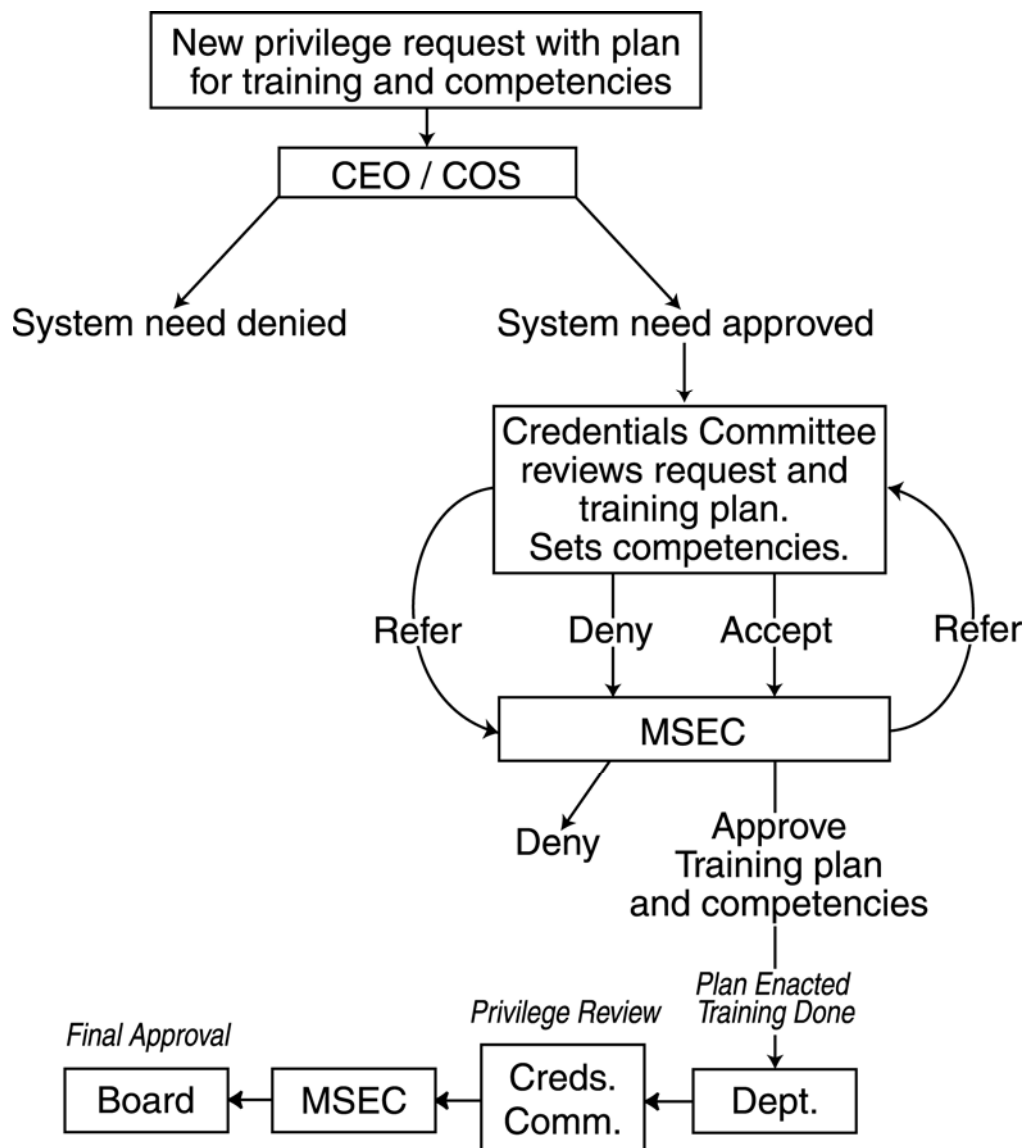 New privilege request with plan
for training and competencies
CEO / COS
System need denied
System need approved
Credentials Committee
reviews request and
training plan.
Sets competencies.
Refer
Deny
Accept
Refer
MSEC
Deny
Approve
Training plan
and competencies
Plan Enacted
Training Done
Privilege Review
Final Approval
Board
MSEC
Creds.
Comm.
Dept.